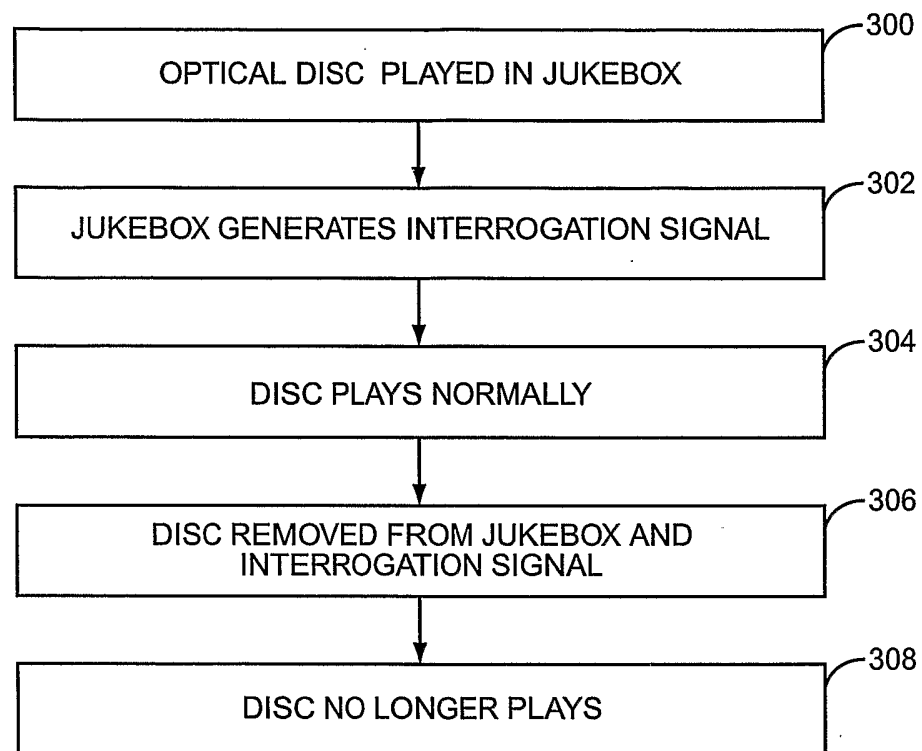 300
OPTICAL DISC PLAYED IN JUKEBOX
302
JUKEBOX GENERATES INTERROGATION SIGNAL
304
DISC PLAYS NORMALLY
306
DISC REMOVED FROM JUKEBOX AND
INTERROGATION SIGNAL
308
DISC NO LONGER PLAYS